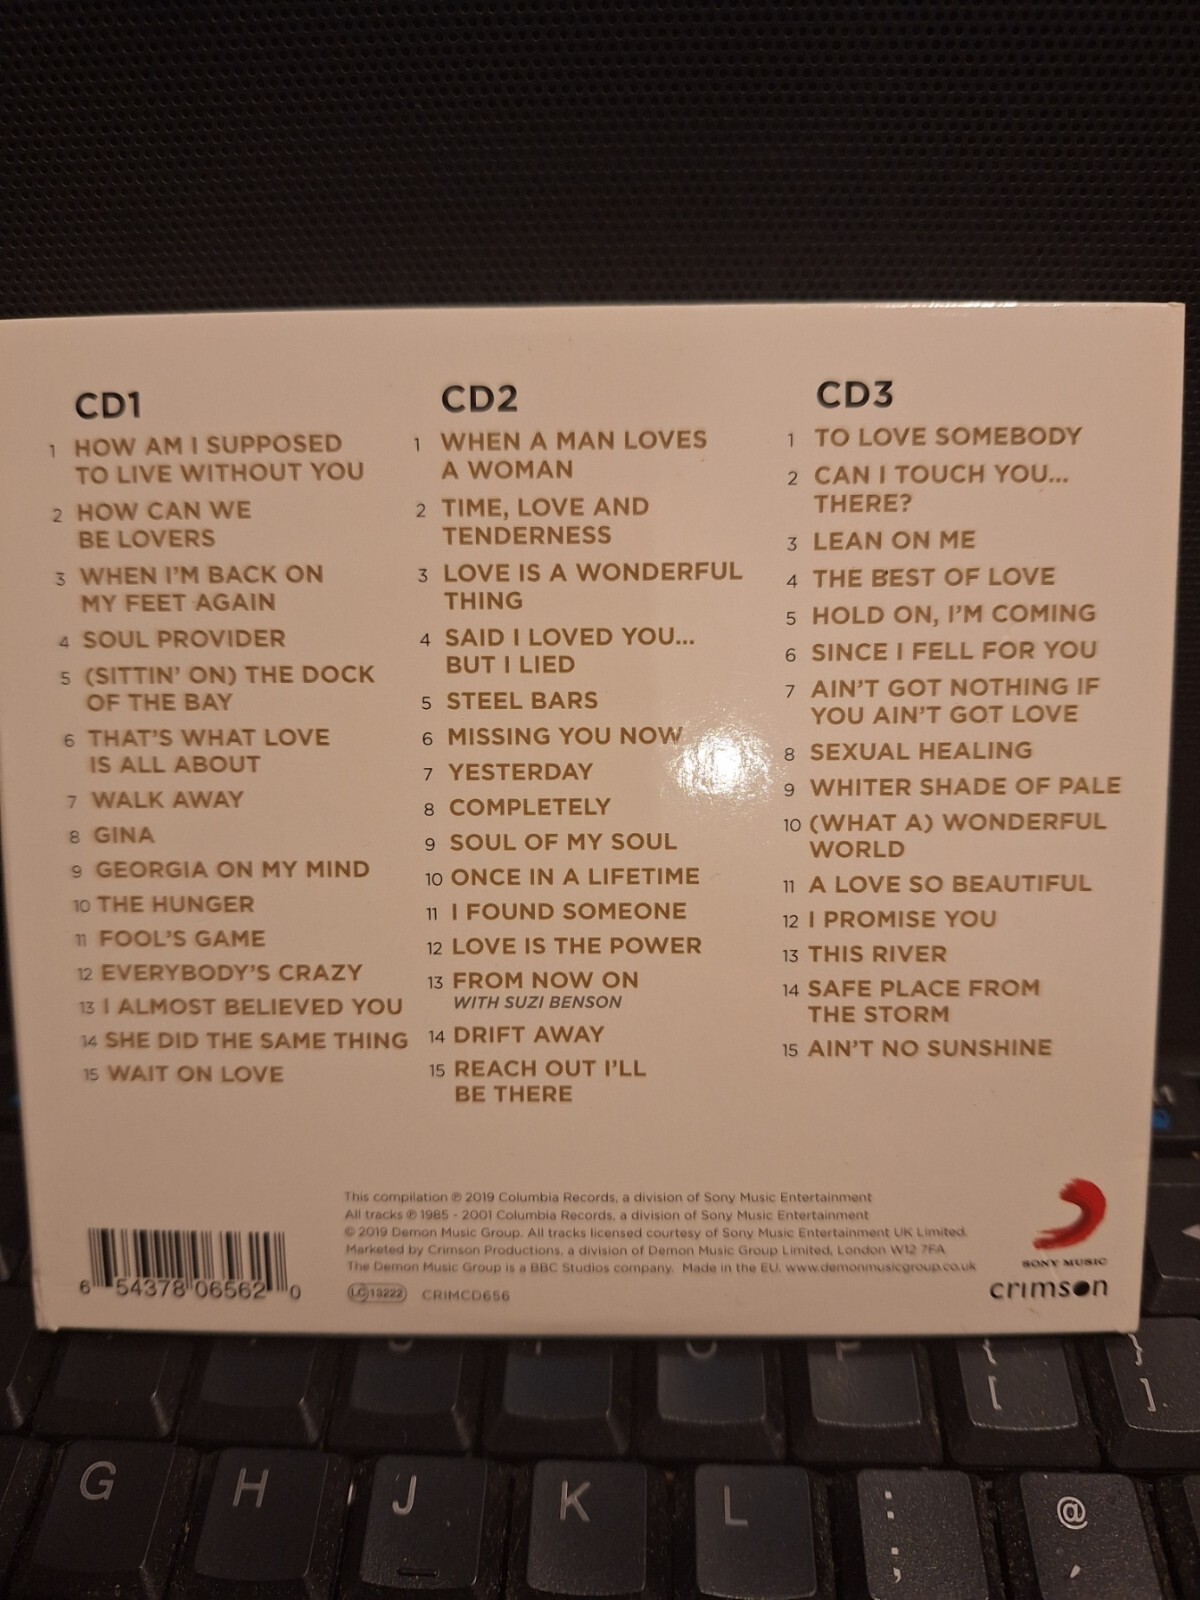 CD1
1 HOW AM I SUPPOSED
TO LIVE WITHOUT YOU
2 HOW CAN WE
BE LOVERS
3 WHEN I'M BACK ON
MY FEET AGAIN
4 SOUL PROVIDER
5 (SITTIN' ON) THE DOCK
OF THE BAY
6 THAT'S WHAT LOVE
IS ALL ABOUT
7 WALK AWAY
8 GINA
9 GEORGIA ON MY MIND
10 THE HUNGER
11 FOOL'S GAME
12 EVERYBODY'S CRAZY
13 I ALMOST BELIEVED YOU
14 SHE DID THE SAME THING
15 WAIT ON LOVE
CD2
1 WHEN A MAN LOVES
A WOMAN
2 TIME, LOVE AND
TENDERNESS
3 LOVE IS A WONDERFUL
THING
4 SAID I LOVED YOU...
BUT I LIED
5 STEEL BARS
6 MISSING YOU NOW
7 YESTERDAY
8 COMPLETELY
9 SOUL OF MY SOUL
10 ONCE IN A LIFETIME
11 I FOUND SOMEONE
12 LOVE IS THE POWER
13 FROM NOW ON
WITH SUZI BENSON
14 DRIFT AWAY
15 REACH OUT I'LL
BE THERE
CD3
1 TO LOVE SOMEBODY
2 CAN I TOUCH YOU...
THERE?
3 LEAN ON ME
4 THE BEST OF LOVE
5 HOLD ON, I'M COMING
6 SINCE I FELL FOR YOU
7 AIN'T GOT NOTHING IF
YOU AIN'T GOT LOVE
8 SEXUAL HEALING
9 WHITER SHADE OF PALE
10 (WHAT A) WONDERFUL
WORLD
11 A LOVE SO BEAUTIFUL
12 I PROMISE YOU
13 THIS RIVER
14 SAFE PLACE FROM
THE STORM
15 AIN'T NO SUNSHINE
This compilation ℗ 2019 Columbia Records, a division of Sony Music Entertainment
All tracks ℗ 1985 - 2001 Columbia Records, a division of Sony Music Entertainment
© 2019 Demon Music Group. All tracks licensed courtesy of Sony Music Entertainment UK Limited.
Marketed by Crimson Productions, a division of Demon Music Group Limited, London W12 7FA
The Demon Music Group is a BBC Studios company. Made in the EU. www.demonmusicgroup.co.uk
LC 13222 CRIMCD656
6 54378 06562 0
SONY MUSIC
crimson
{ }
[ ]
G H J K L : @
; '